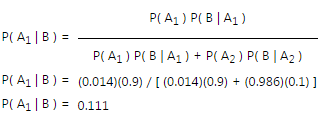 P( A₁ ) P( B | A₁ )
P( A₁ | B ) =
P( A₁ ) P( B | A₁ ) + P( A₂ ) P( B | A₂ )
P( A₁ | B ) = (0.014)(0.9) / [ (0.014)(0.9) + (0.986)(0.1) ]
P( A₁ | B ) = 0.111